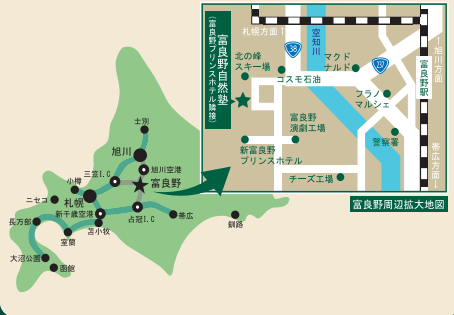 富良野自然塾
(富良野プリンスホテル隣接)
札幌方面↑
空知川
38
北の峰
スキー場
マクド
ナルド
コスモ石油
フラノ
マルシェ
富良野駅
↑旭川方面
富良野
演劇工場
警察署
新富良野
プリンスホテル
チーズ工場
帯広方面↓
富良野周辺拡大地図
士別
旭川
旭川空港
三笠I.C
富良野
小樽
札幌
ニセコ
新千歳空港
占冠I.C
帯広
釧路
長万部
室蘭
苫小牧
大沼公園
函館